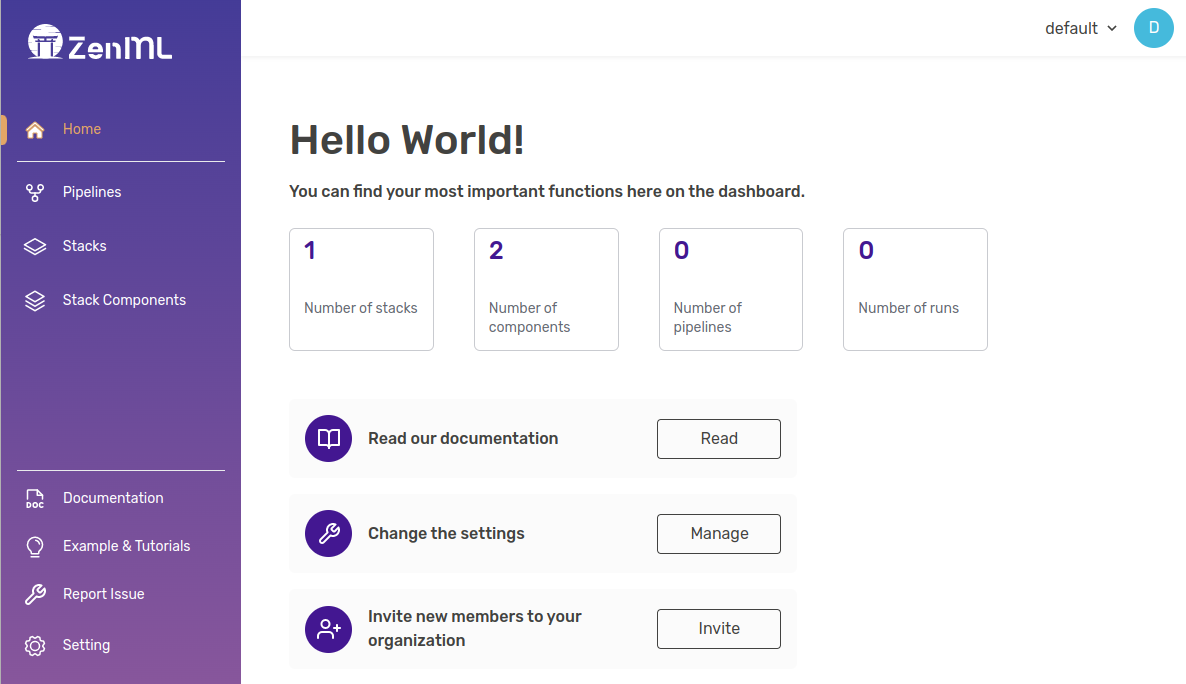 ZenML
Home
Pipelines
Stacks
Stack Components
Documentation
DOC
Example & Tutorials
Report Issue
Setting
default
D
Hello World!
You can find your most important functions here on the dashboard.
1
Number of stacks
2
Number of
components
0
Number of
pipelines
0
Number of runs
Read our documentation
Read
Change the settings
Manage
Invite new members to your
organization
Invite